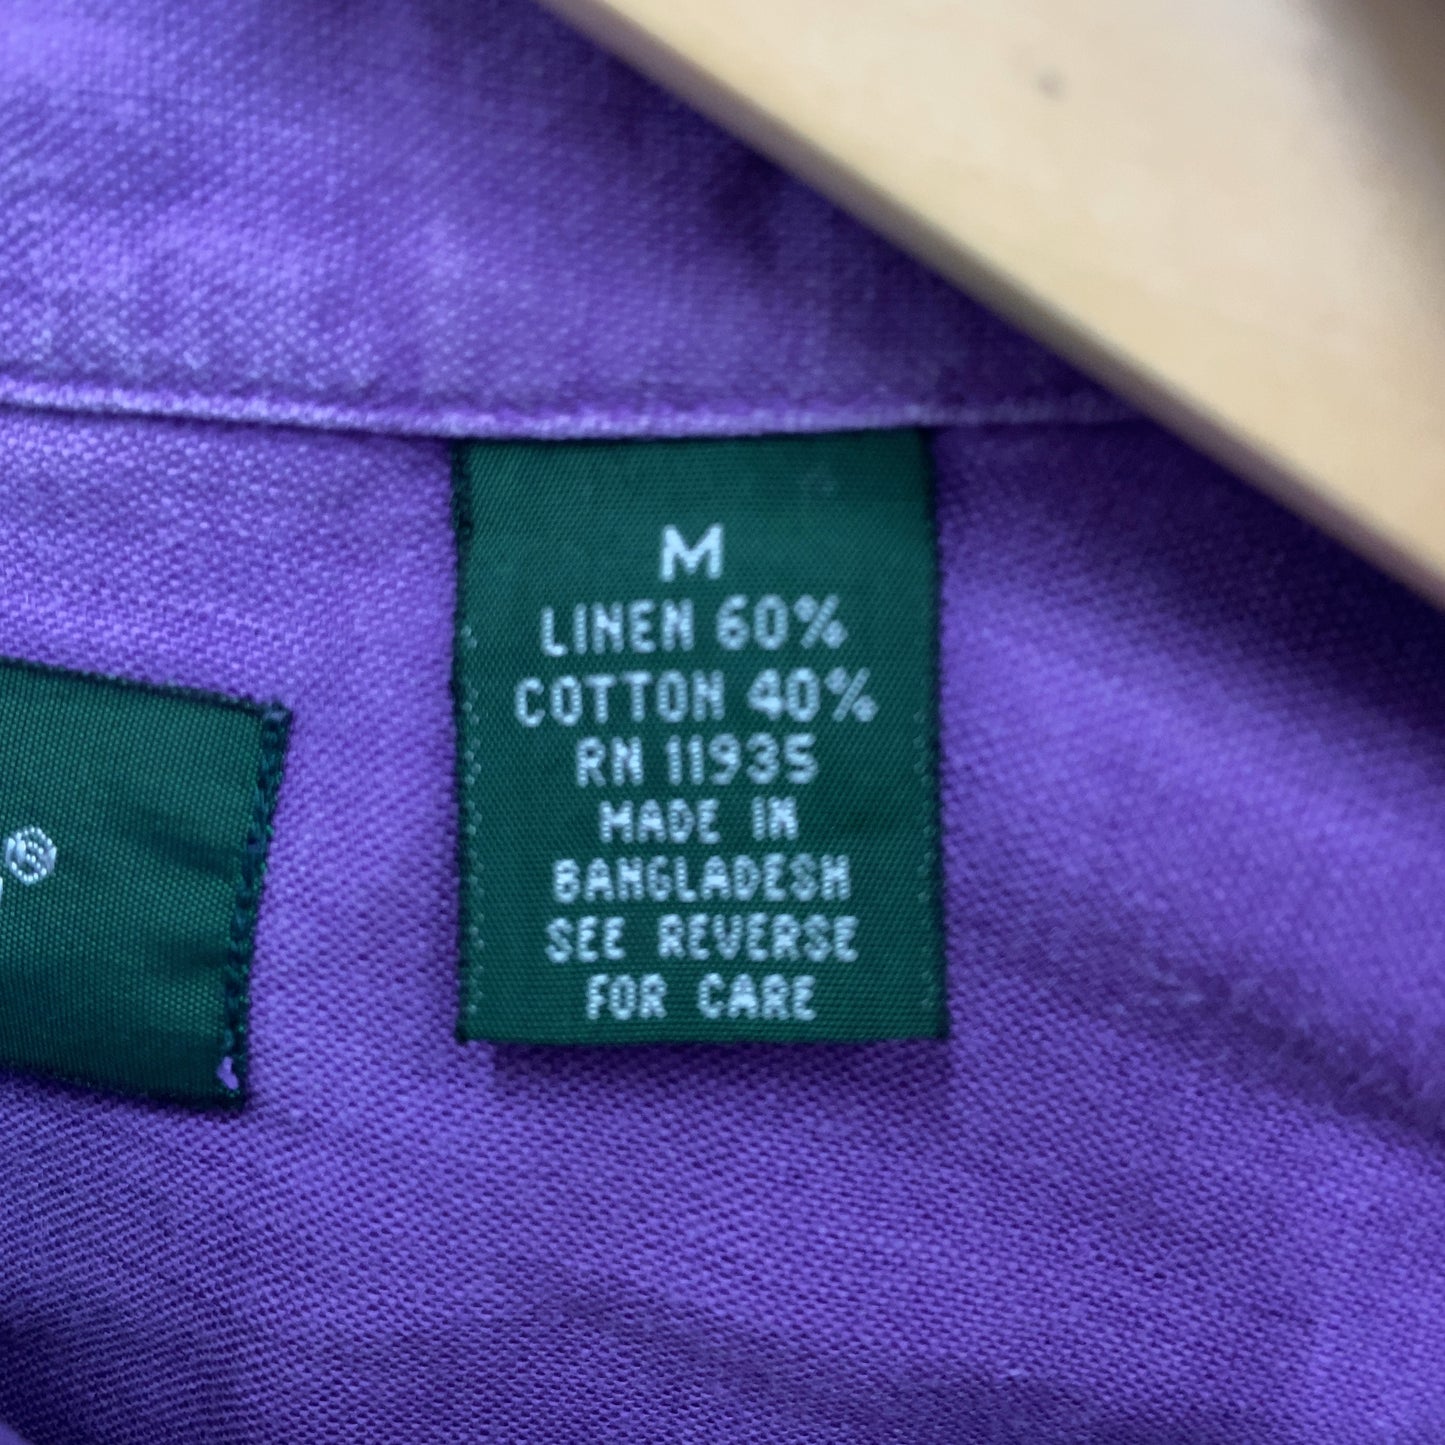 M
LINEN 60%
COTTON 40%
RN 11935
MADE IN
BANGLADESH
SEE REVERSE
FOR CARE
®